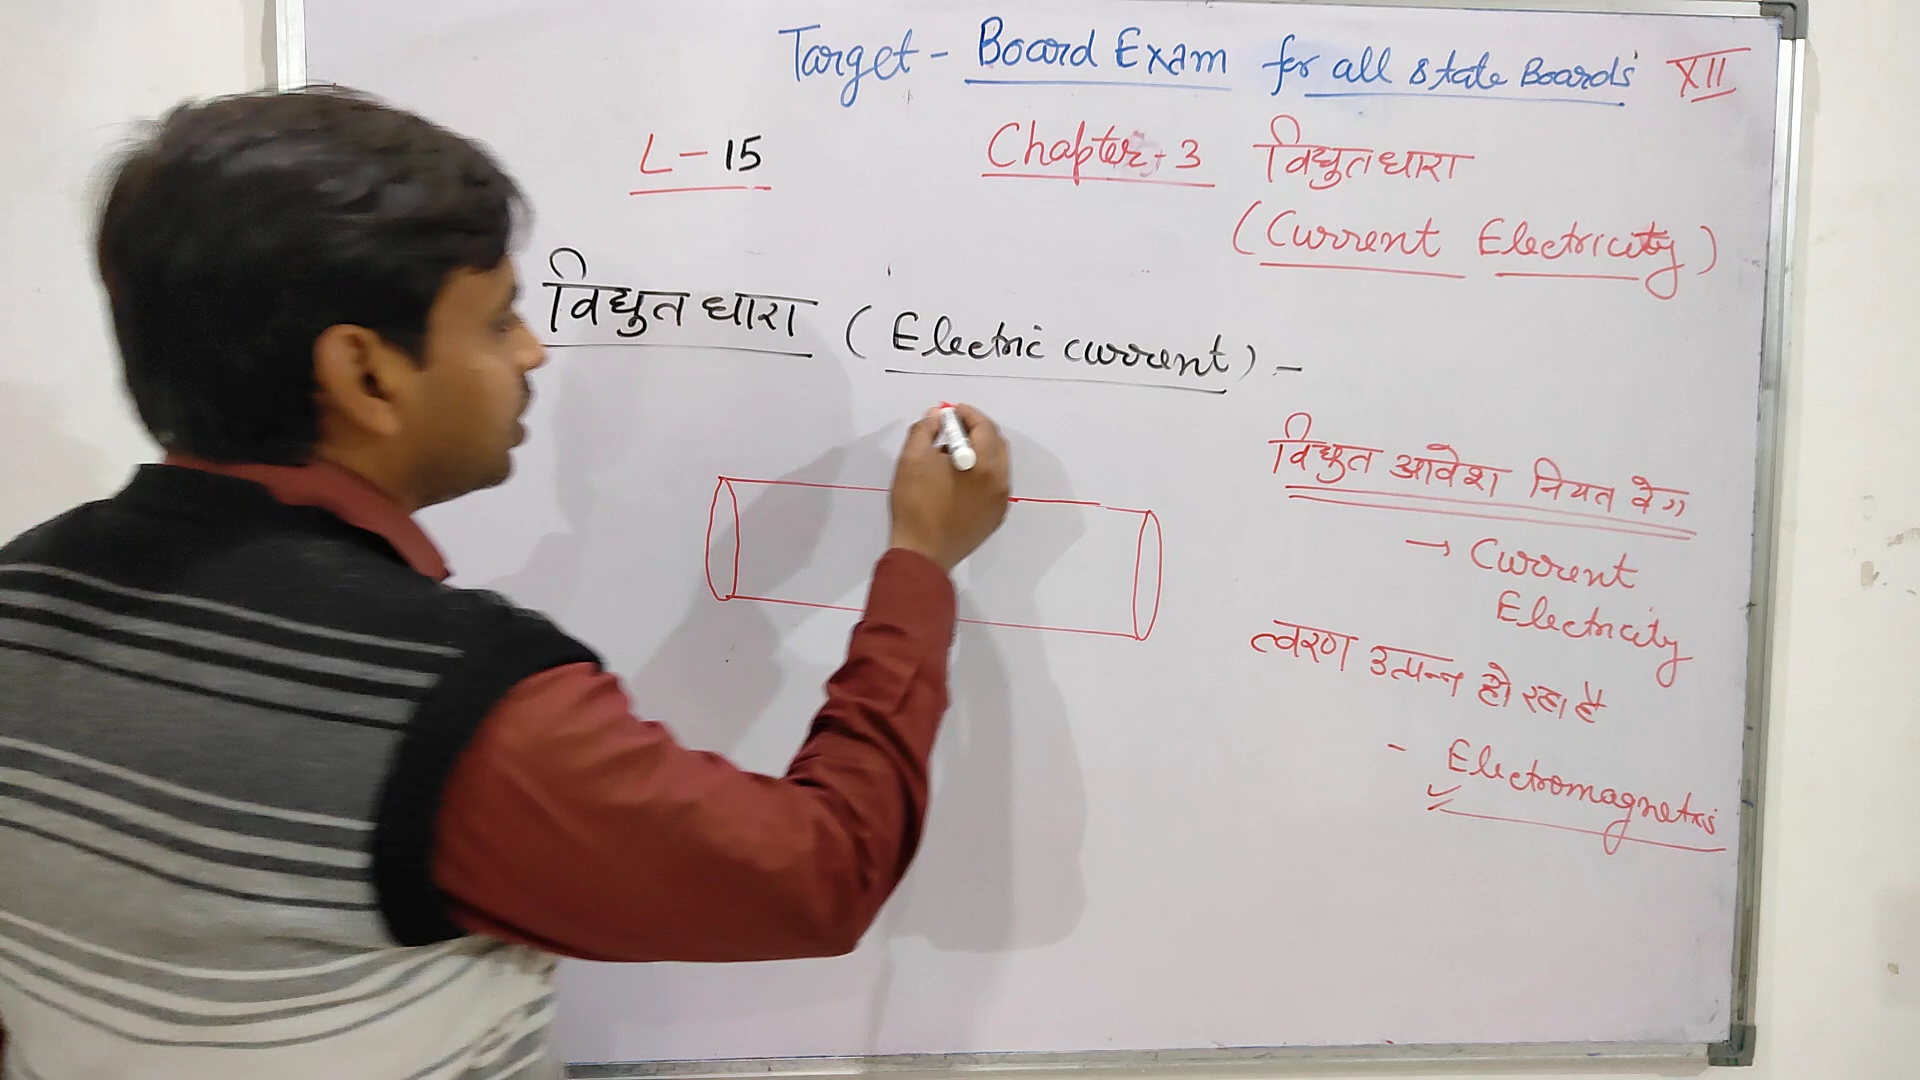 Target - Board Exam for all state Boards XII
L - 15 Chapter - 3 विधुत धारा
(Current Electricity)
विधुत धारा (Electric current) -
विधुत आवेश नियत वेग
→ Current
Electricity
त्वरण उत्पन्न हो रहा है
- Electromagnetis